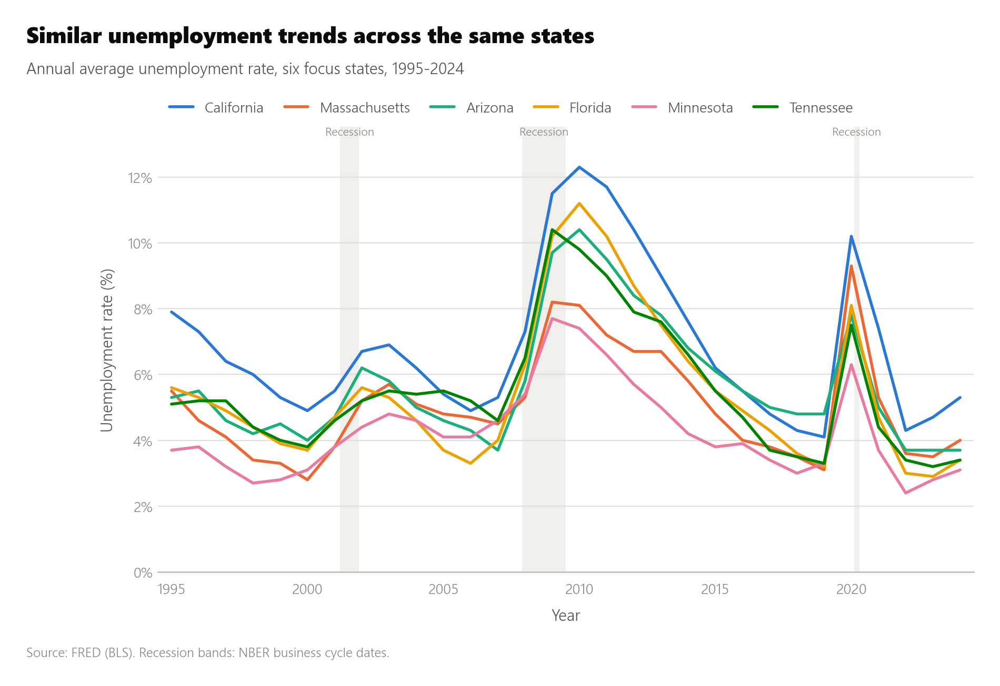 Similar unemployment trends across the same states
Annual average unemployment rate, six focus states, 1995-2024
California Massachusetts Arizona Florida Minnesota Tennessee
Recession Recession Recession
12%
10%
8%
6%
4%
2%
0%
Unemployment rate (%)
1995 2000 2005 2010 2015 2020
Year
Source: FRED (BLS). Recession bands: NBER business cycle dates.